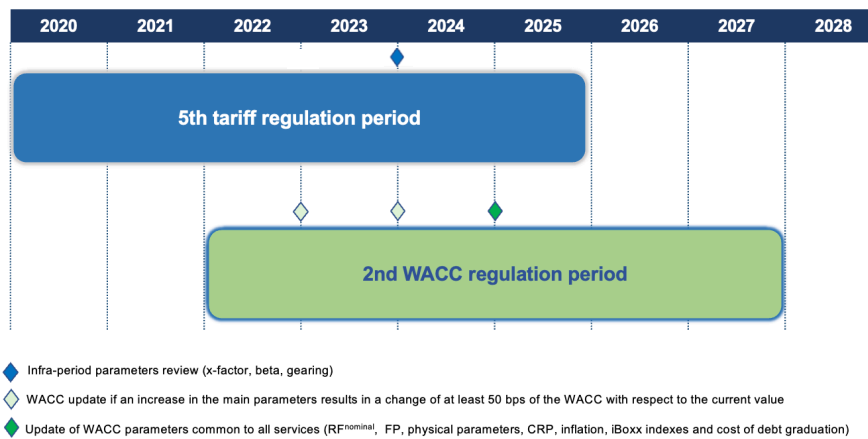 2020 2021 2022 2023 2024 2025 2026 2027 2028
5th tariff regulation period
2nd WACC regulation period
Infra-period parameters review (x-factor, beta, gearing)
WACC update if an increase in the main parameters results in a change of at least 50 bps of the WACC with respect to the current value
Update of WACC parameters common to all services (RFnominal, FP, physical parameters, CRP, inflation, iBoxx indexes and cost of debt graduation)